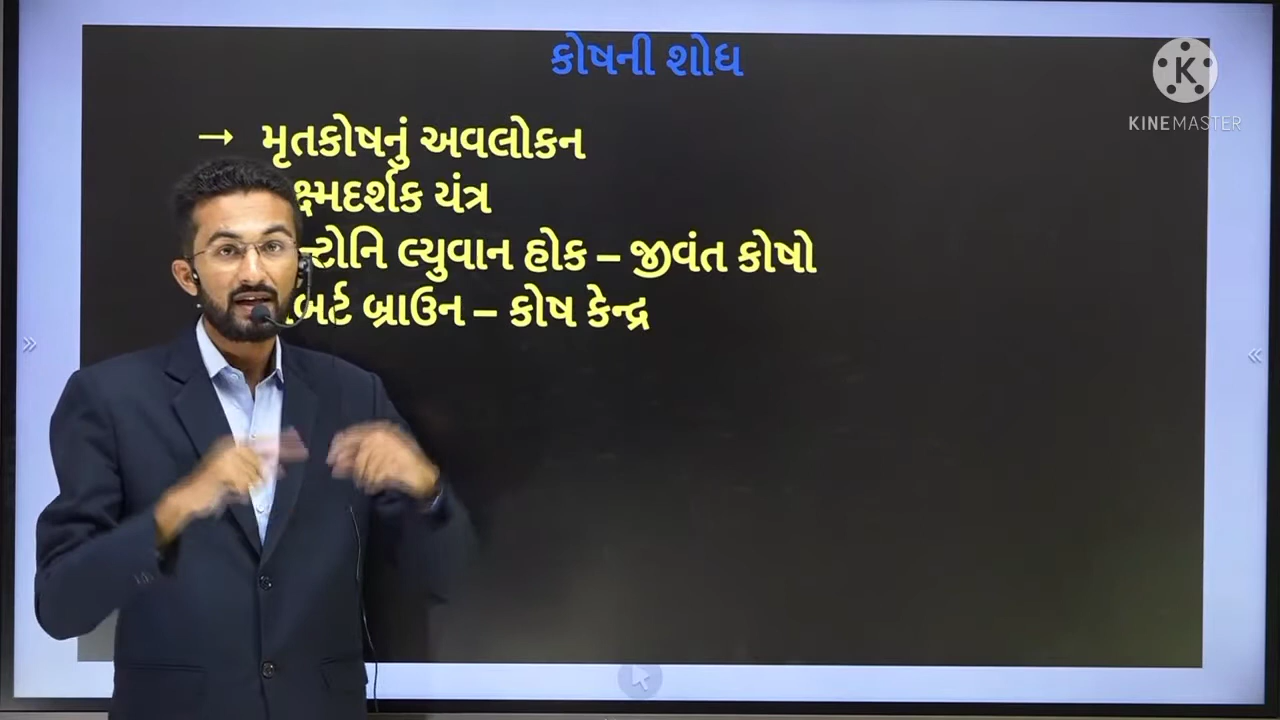 કોષની શોધ
→ મૃતકોષનું અવલોકન
યંત્ર
લ્યુવાન હોક – જીવંત કોષો
બ્રાઉન – કોષ કેન્દ્ર
K
KINEMASTER
»
«